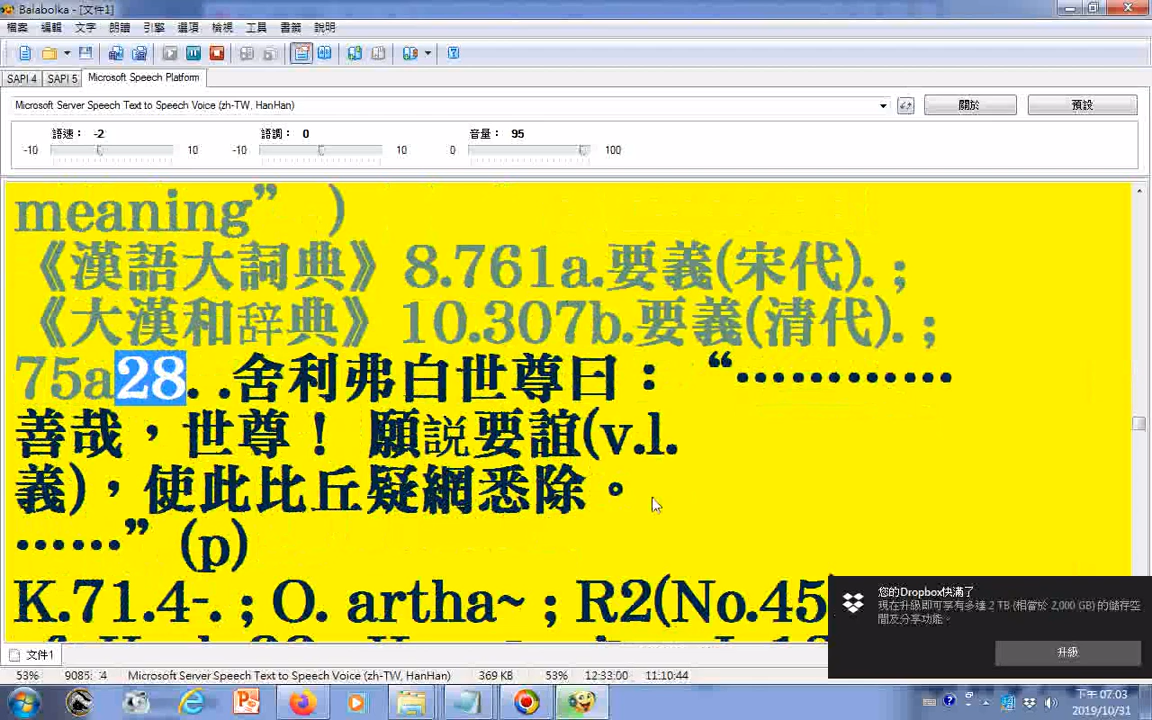 Balabolka - [文件1]
檔案 編輯 文字 朗讀 引擎 選項 檢視 工具 書籤 說明
SAPI 4 SAPI 5 Microsoft Speech Platform
Microsoft Server Speech Text to Speech Voice (zh-TW, HanHan) 關於 預設
語速： -2 語調： 0 音量： 95
-10 10 -10 10 0 100
meaning” )
《漢語大詞典》 8.761a.要義(宋代).；
《大漢和辞典》 10.307b.要義(清代).；
75a28. .舍利弗白世尊曰： “…………
善哉，世尊！ 願説要誼(v.l.
義)，使此比丘疑網悉除。
……” (p)
K.71.4-.；O. artha~；R2(No.45
您的Dropbox快滿了
現在升級即可享有多達 2 TB (相當於 2,000 GB) 的儲存空
間及分享功能。
升級
文件1
53% Microsoft Server Speech Text to Speech Voice (zh-TW, HanHan) 369 KB 53% 12:33:00 11:10:44
下午 07:03
2019/10/31